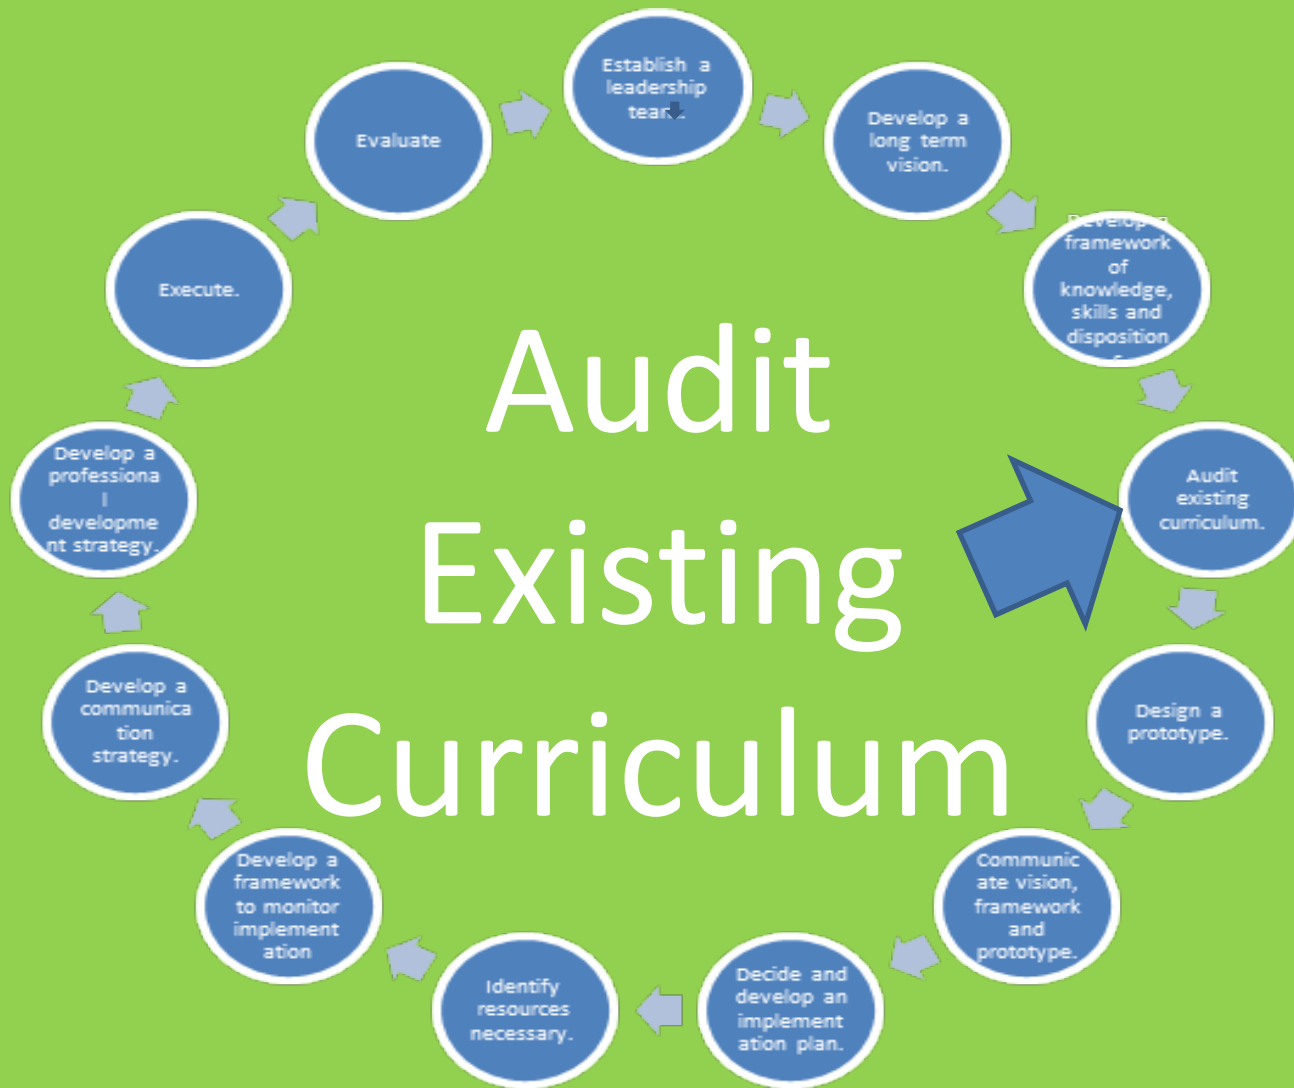 Audit
Existing
Curriculum
Establish a
leadership
team.
Develop a
long term
vision.
Develop a
framework
of
knowledge,
skills and
disposition
Audit
existing
curriculum.
Design a
prototype.
Communic
ate vision,
framework
and
prototype.
Decide and
develop an
implement
ation plan.
Identify
resources
necessary.
Develop a
framework
to monitor
implement
ation
Develop a
communica
tion
strategy.
Develop a
professiona
l
developme
nt strategy.
Execute.
Evaluate